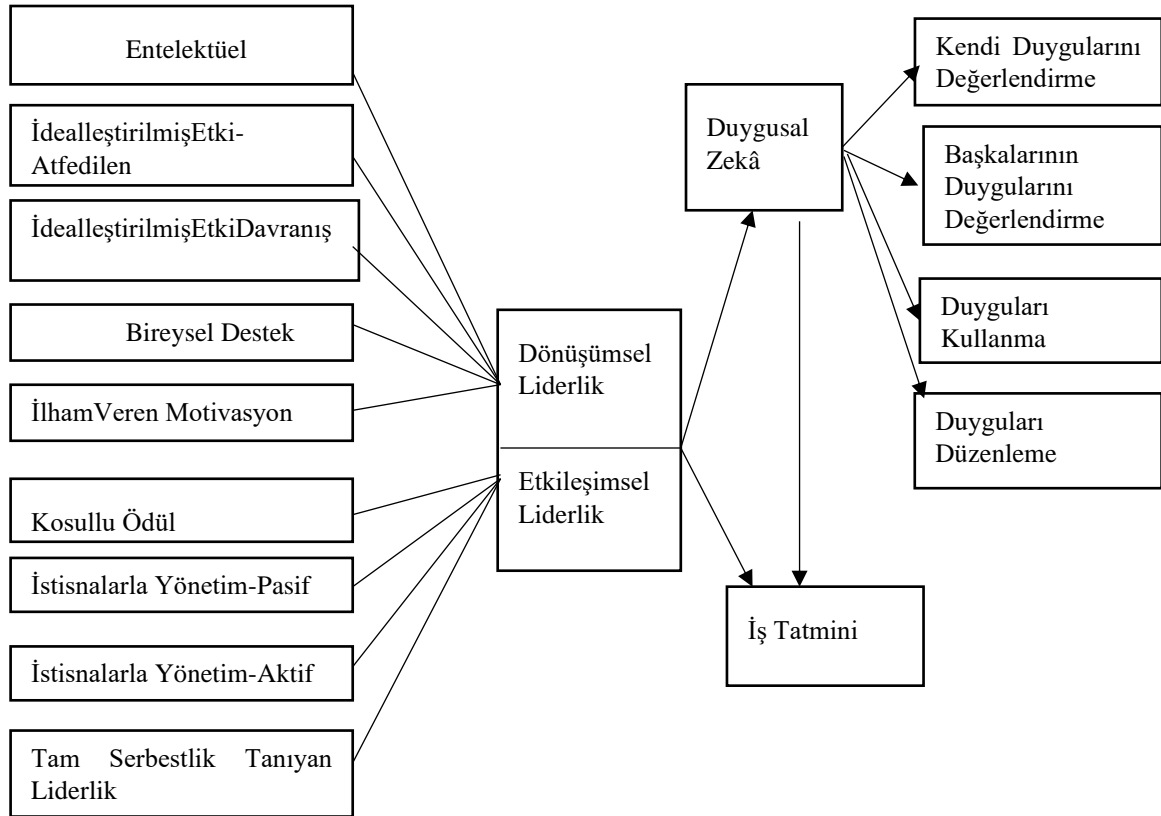 Entelektüel
İdealleştirilmişEtki-
Atfedilen
İdealleştirilmişEtkiDavranış
Bireysel Destek
İlhamVeren Motivasyon
Kosullu Ödül
İstisnalarla Yönetim-Pasif
İstisnalarla Yönetim-Aktif
Tam Serbestlik Tanıyan
Liderlik
Dönüşümsel
Liderlik
Etkileşimsel
Liderlik
Duygusal
Zekâ
İş Tatmini
Kendi Duygularını
Değerlendirme
Başkalarının
Duygularını
Değerlendirme
Duyguları
Kullanma
Duyguları
Düzenleme